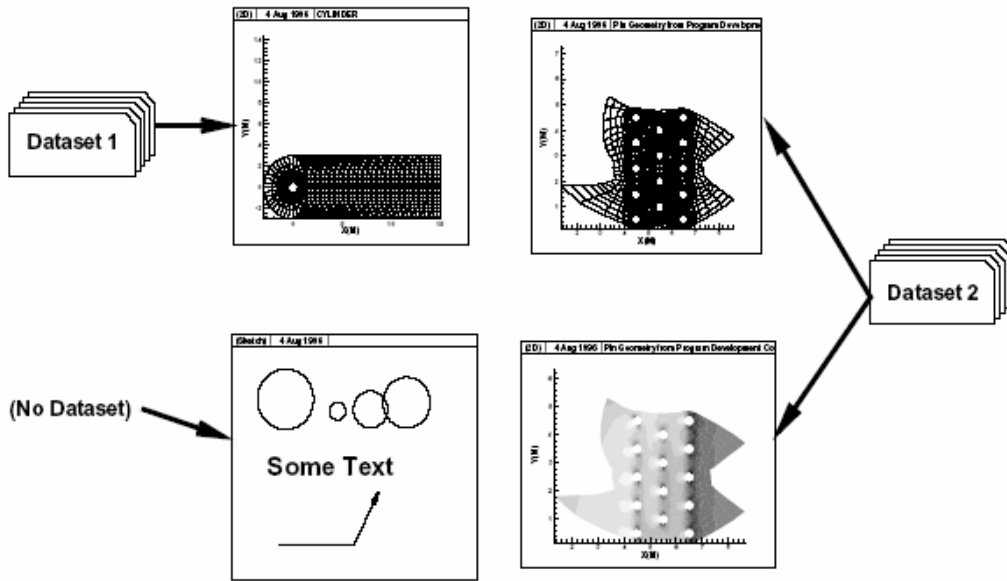 (2D) 4 Aug 1996 CYLINDER
Y(M)
X(M)
(2D) 4 Aug 1996 Pin Geometry from Program Developme
Y(M)
X(M)
Dataset 1
Dataset 2
(Sketch) 4 Aug 1996
Some Text
(No Dataset)
(2D) 4 Aug 1996 Pin Geometry from Program Development Co
Y(M)
X(M)